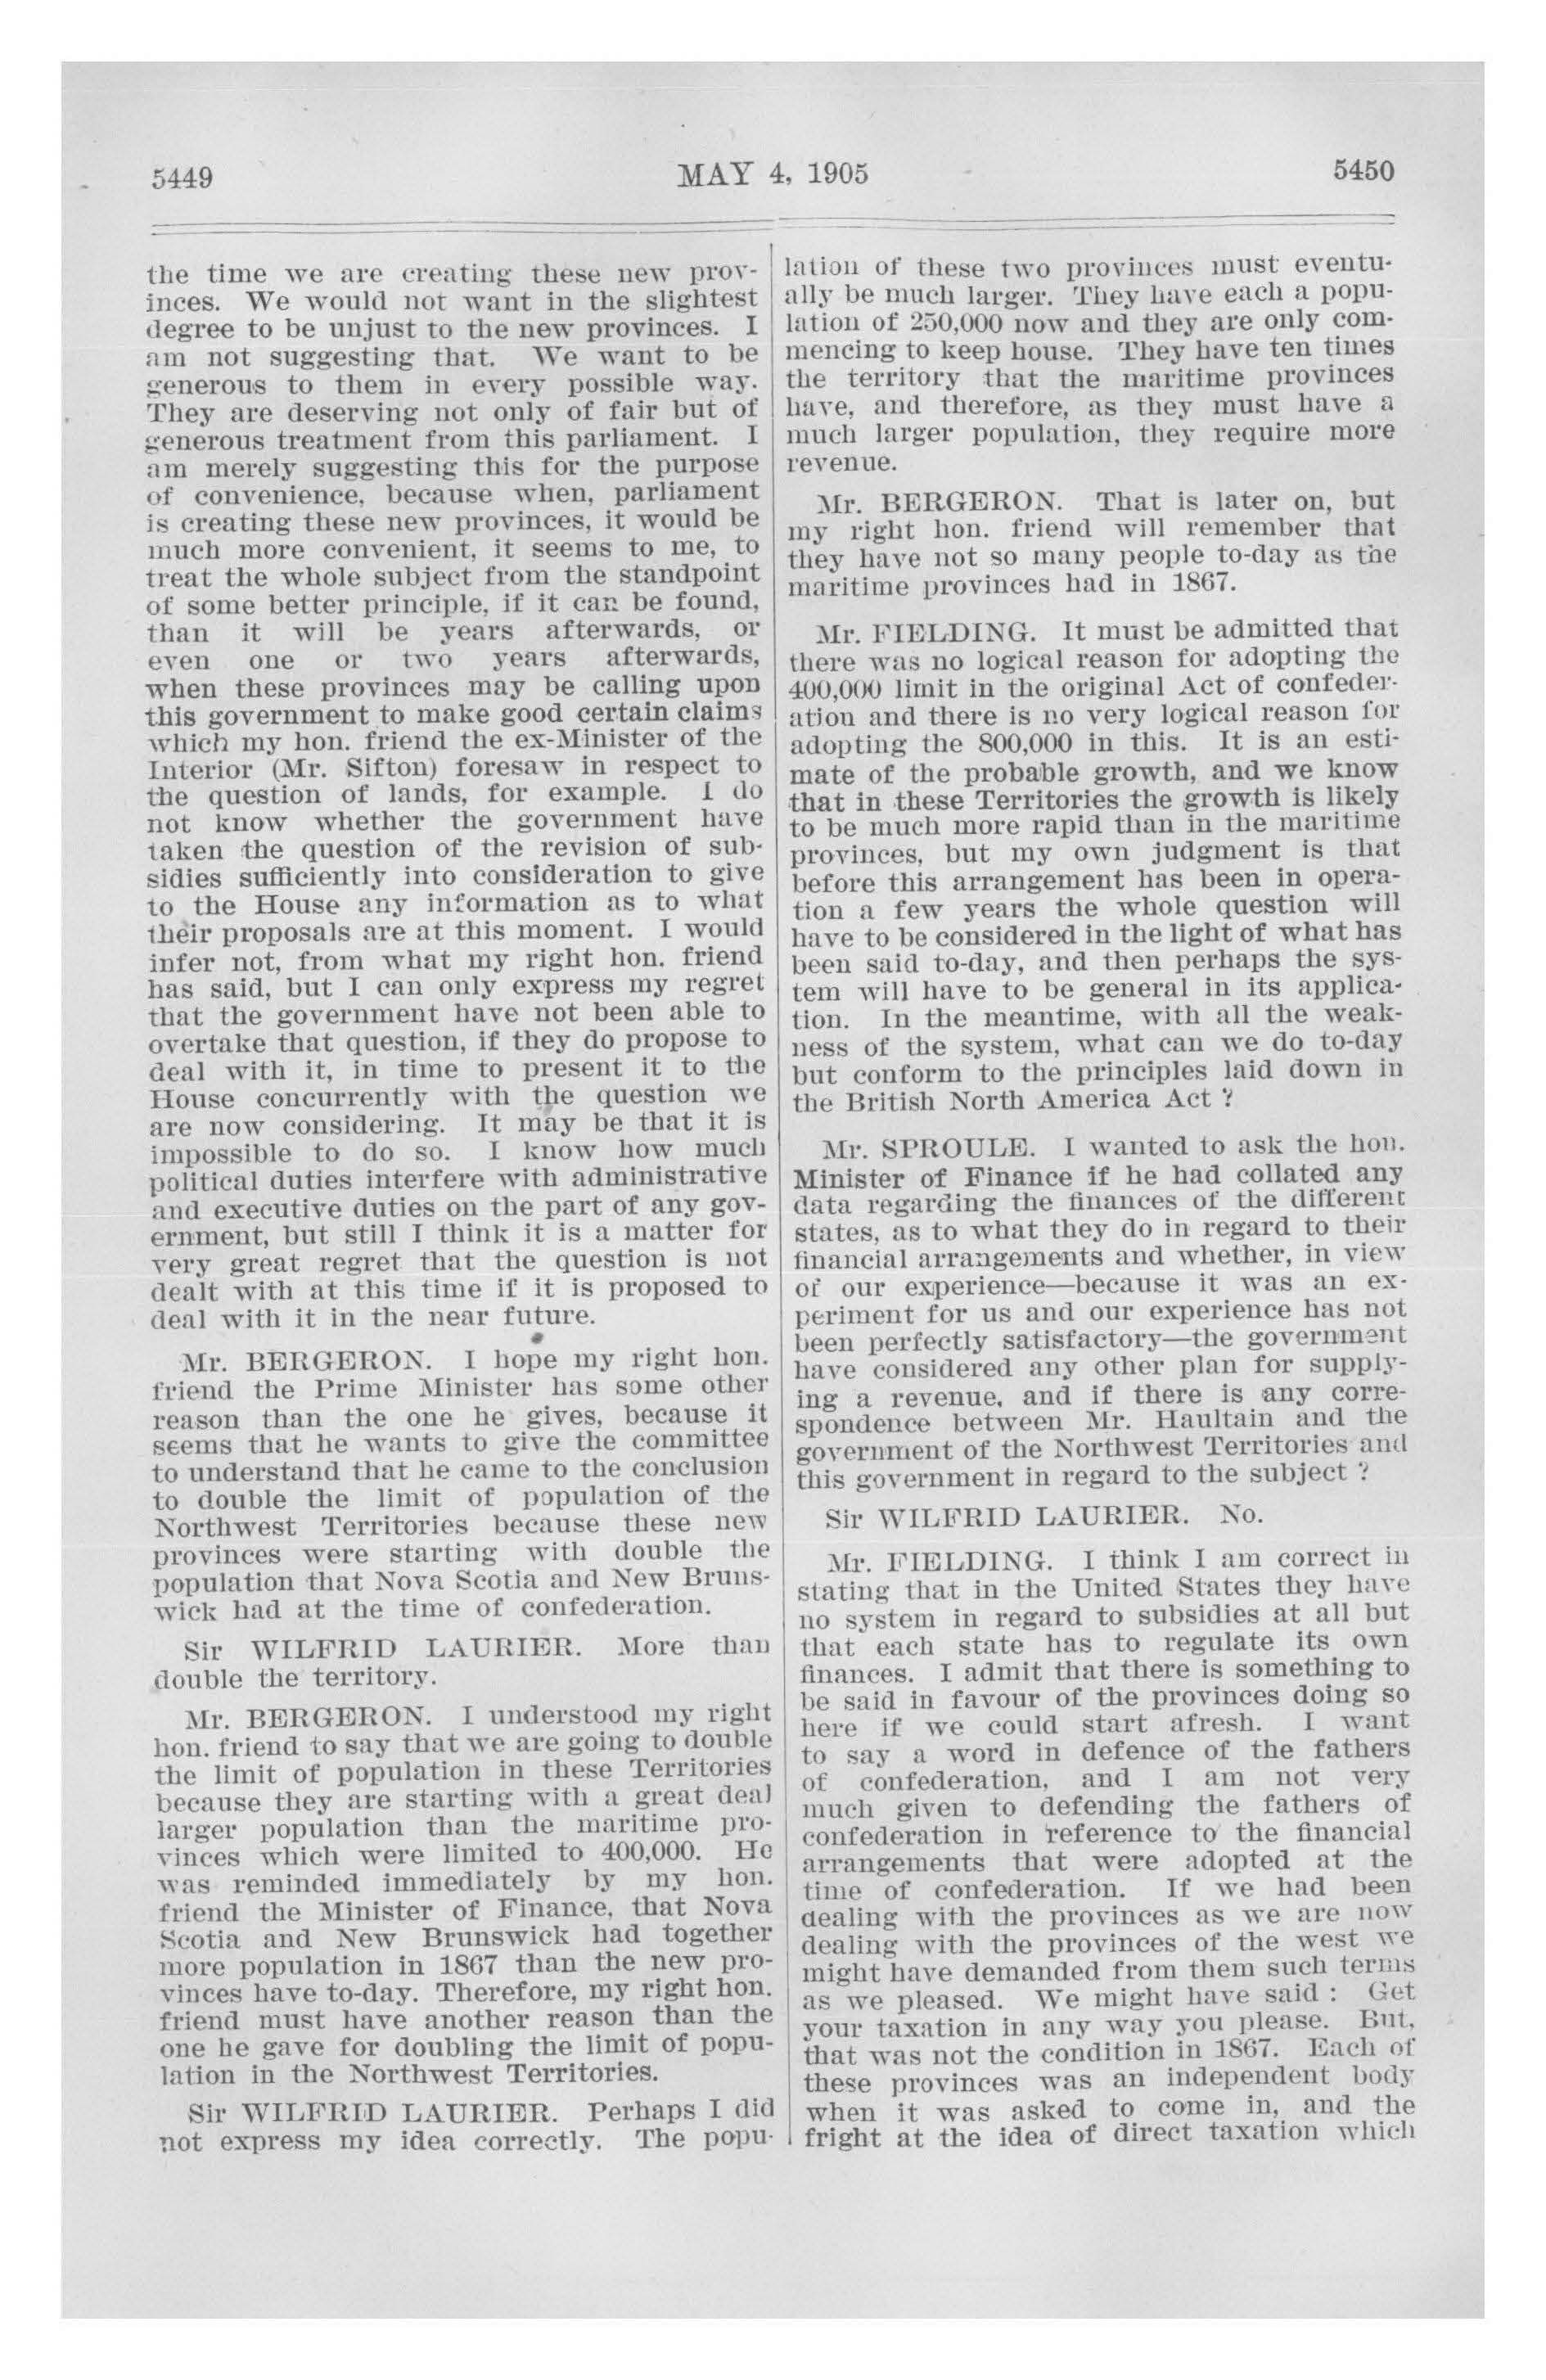 5449
MAY 4, 1905
5450
the time we are creating these new prov-
inces. We would not want in the slightest
degree to be unjust to the new provinces. I
am not suggesting that. We want to be
generous to them in every possible way.
They are deserving not only of fair but of
generous treatment from this parliament. I
am merely suggesting this for the purpose
of convenience, because when, parliament
is creating these new provinces, it would be
much more convenient, it seems to me, to
treat the whole subject from the standpoint
of some better principle, if it can be found,
than it will be years afterwards, or
even one or two years afterwards,
when these provinces may be calling upon
this government to make good certain claims
which my hon. friend the ex-Minister of the
Interior (Mr. Sifton) foresaw in respect to
the question of lands, for example. I do
not know whether the government have
taken the question of the revision of sub-
sidies sufficiently into consideration to give
to the House any information as to what
their proposals are at this moment. I would
infer not, from what my right hon. friend
has said, but I can only express my regret
that the government have not been able to
overtake that question, if they do propose to
deal with it, in time to present it to the
House concurrently with the question we
are now considering. It may be that it is
impossible to do so. I know how much
political duties interfere with administrative
and executive duties on the part of any gov-
ernment, but still I think it is a matter for
very great regret that the question is not
dealt with at this time if it is proposed to
deal with it in the near future.
Mr. BERGERON. I hope my right hon.
friend the Prime Minister has some other
reason than the one he gives, because it
seems that he wants to give the committee
to understand that he came to the conclusion
to double the limit of population of the
Northwest Territories because these new
provinces were starting with double the
population that Nova Scotia and New Bruns-
wick had at the time of confederation.
Sir WILFRID LAURIER. More than
double the territory.
Mr. BERGERON. I understood my right
hon. friend to say that we are going to double
the limit of population in these Territories
because they are starting with a great deal
larger population than the maritime pro-
vinces which were limited to 400,000. He
was reminded immediately by my hon.
friend the Minister of Finance, that Nova
Scotia and New Brunswick had together
more population in 1867 than the new pro-
vinces have to-day. Therefore, my right hon.
friend must have another reason than the
one he gave for doubling the limit of popu-
lation in the Northwest Territories.
Sir WILFRID LAURIER. Perhaps I did
not express my idea correctly. The popu-
lation of these two provinces must eventu-
ally be much larger. They have each a popu-
lation of 250,000 now and they are only com-
mencing to keep house. They have ten times
the territory that the maritime provinces
have, and therefore, as they must have a
much larger population, they require more
revenue.
Mr. BERGERON. That is later on, but
my right hon. friend will remember that
they have not so many people to-day as the
maritime provinces had in 1867.
Mr. FIELDING. It must be admitted that
there was no logical reason for adopting the
400,000 limit in the original Act of confeder-
ation and there is no very logical reason for
adopting the 800,000 in this. It is an esti-
mate of the probable growth, and we know
that in these Territories the growth is likely
to be much more rapid than in the maritime
provinces, but my own judgment is that
before this arrangement has been in opera-
tion a few years the whole question will
have to be considered in the light of what has
been said to-day, and then perhaps the sys-
tem will have to be general in its applica-
tion. In the meantime, with all the weak-
ness of the system, what can we do to-day
but conform to the principles laid down in
the British North America Act ?
Mr. SPROULE. I wanted to ask the hon.
Minister of Finance if he had collated any
data regarding the finances of the different
states, as to what they do in regard to their
financial arrangements and whether, in view
of our experience—because it was an ex-
periment for us and our experience has not
been perfectly satisfactory—the government
have considered any other plan for supply-
ing a revenue, and if there is any corre-
spondence between Mr. Haultain and the
government of the Northwest Territories and
this government in regard to the subject ?
Sir WILFRID LAURIER. No.
Mr. FIELDING. I think I am correct in
stating that in the United States they have
no system in regard to subsidies at all but
that each state has to regulate its own
finances. I admit that there is something to
be said in favour of the provinces doing so
here if we could start afresh. I want
to say a word in defence of the fathers
of confederation, and I am not very
much given to defending the fathers of
confederation in reference to the financial
arrangements that were adopted at the
time of confederation. If we had been
dealing with the provinces as we are now
dealing with the provinces of the west we
might have demanded from them such terms
as we pleased. We might have said : Get
your taxation in any way you please. But,
that was not the condition in 1867. Each of
these provinces was an independent body
when it was asked to come in, and the
fright at the idea of direct taxation which